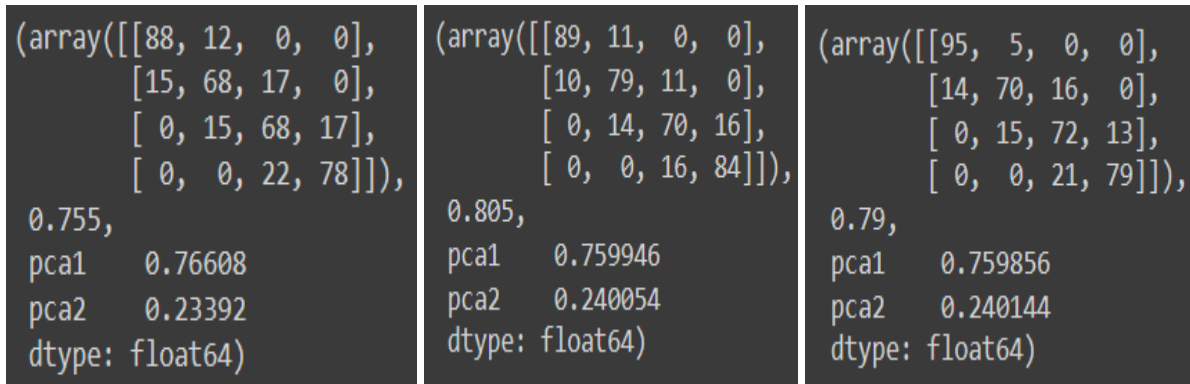 (array([[88, 12, 0, 0],
[15, 68, 17, 0],
[ 0, 15, 68, 17],
[ 0, 0, 22, 78]]),
0.755,
pca1 0.76608
pca2 0.23392
dtype: float64)
(array([[89, 11, 0, 0],
[10, 79, 11, 0],
[ 0, 14, 70, 16],
[ 0, 0, 16, 84]]),
0.805,
pca1 0.759946
pca2 0.240054
dtype: float64)
(array([[95, 5, 0, 0],
[14, 70, 16, 0],
[ 0, 15, 72, 13],
[ 0, 0, 21, 79]]),
0.79,
pca1 0.759856
pca2 0.240144
dtype: float64)